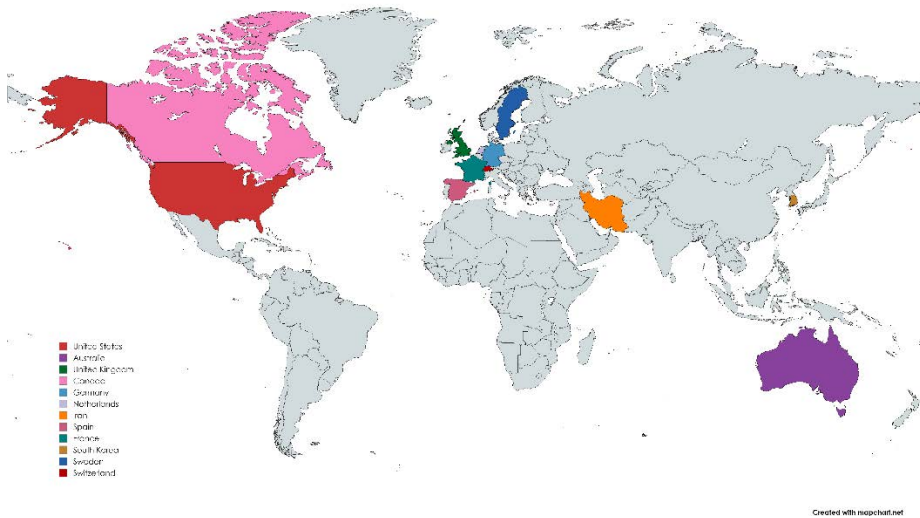 United States
Australia
United Kingdom
Canada
Germany
Netherlands
Iran
Spain
France
South Korea
Sweden
Switzerland
Created with mapchart.net